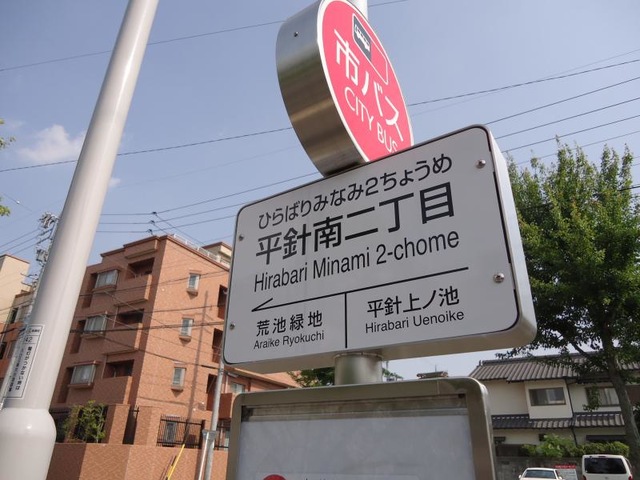 市バス
CITY BUS
ひらばりみなみ2ちょうめ
平針南二丁目
Hirabari Minami 2-chome
荒池緑地
Araike Ryokuchi
平針上ノ池
Hirabari Uenoike